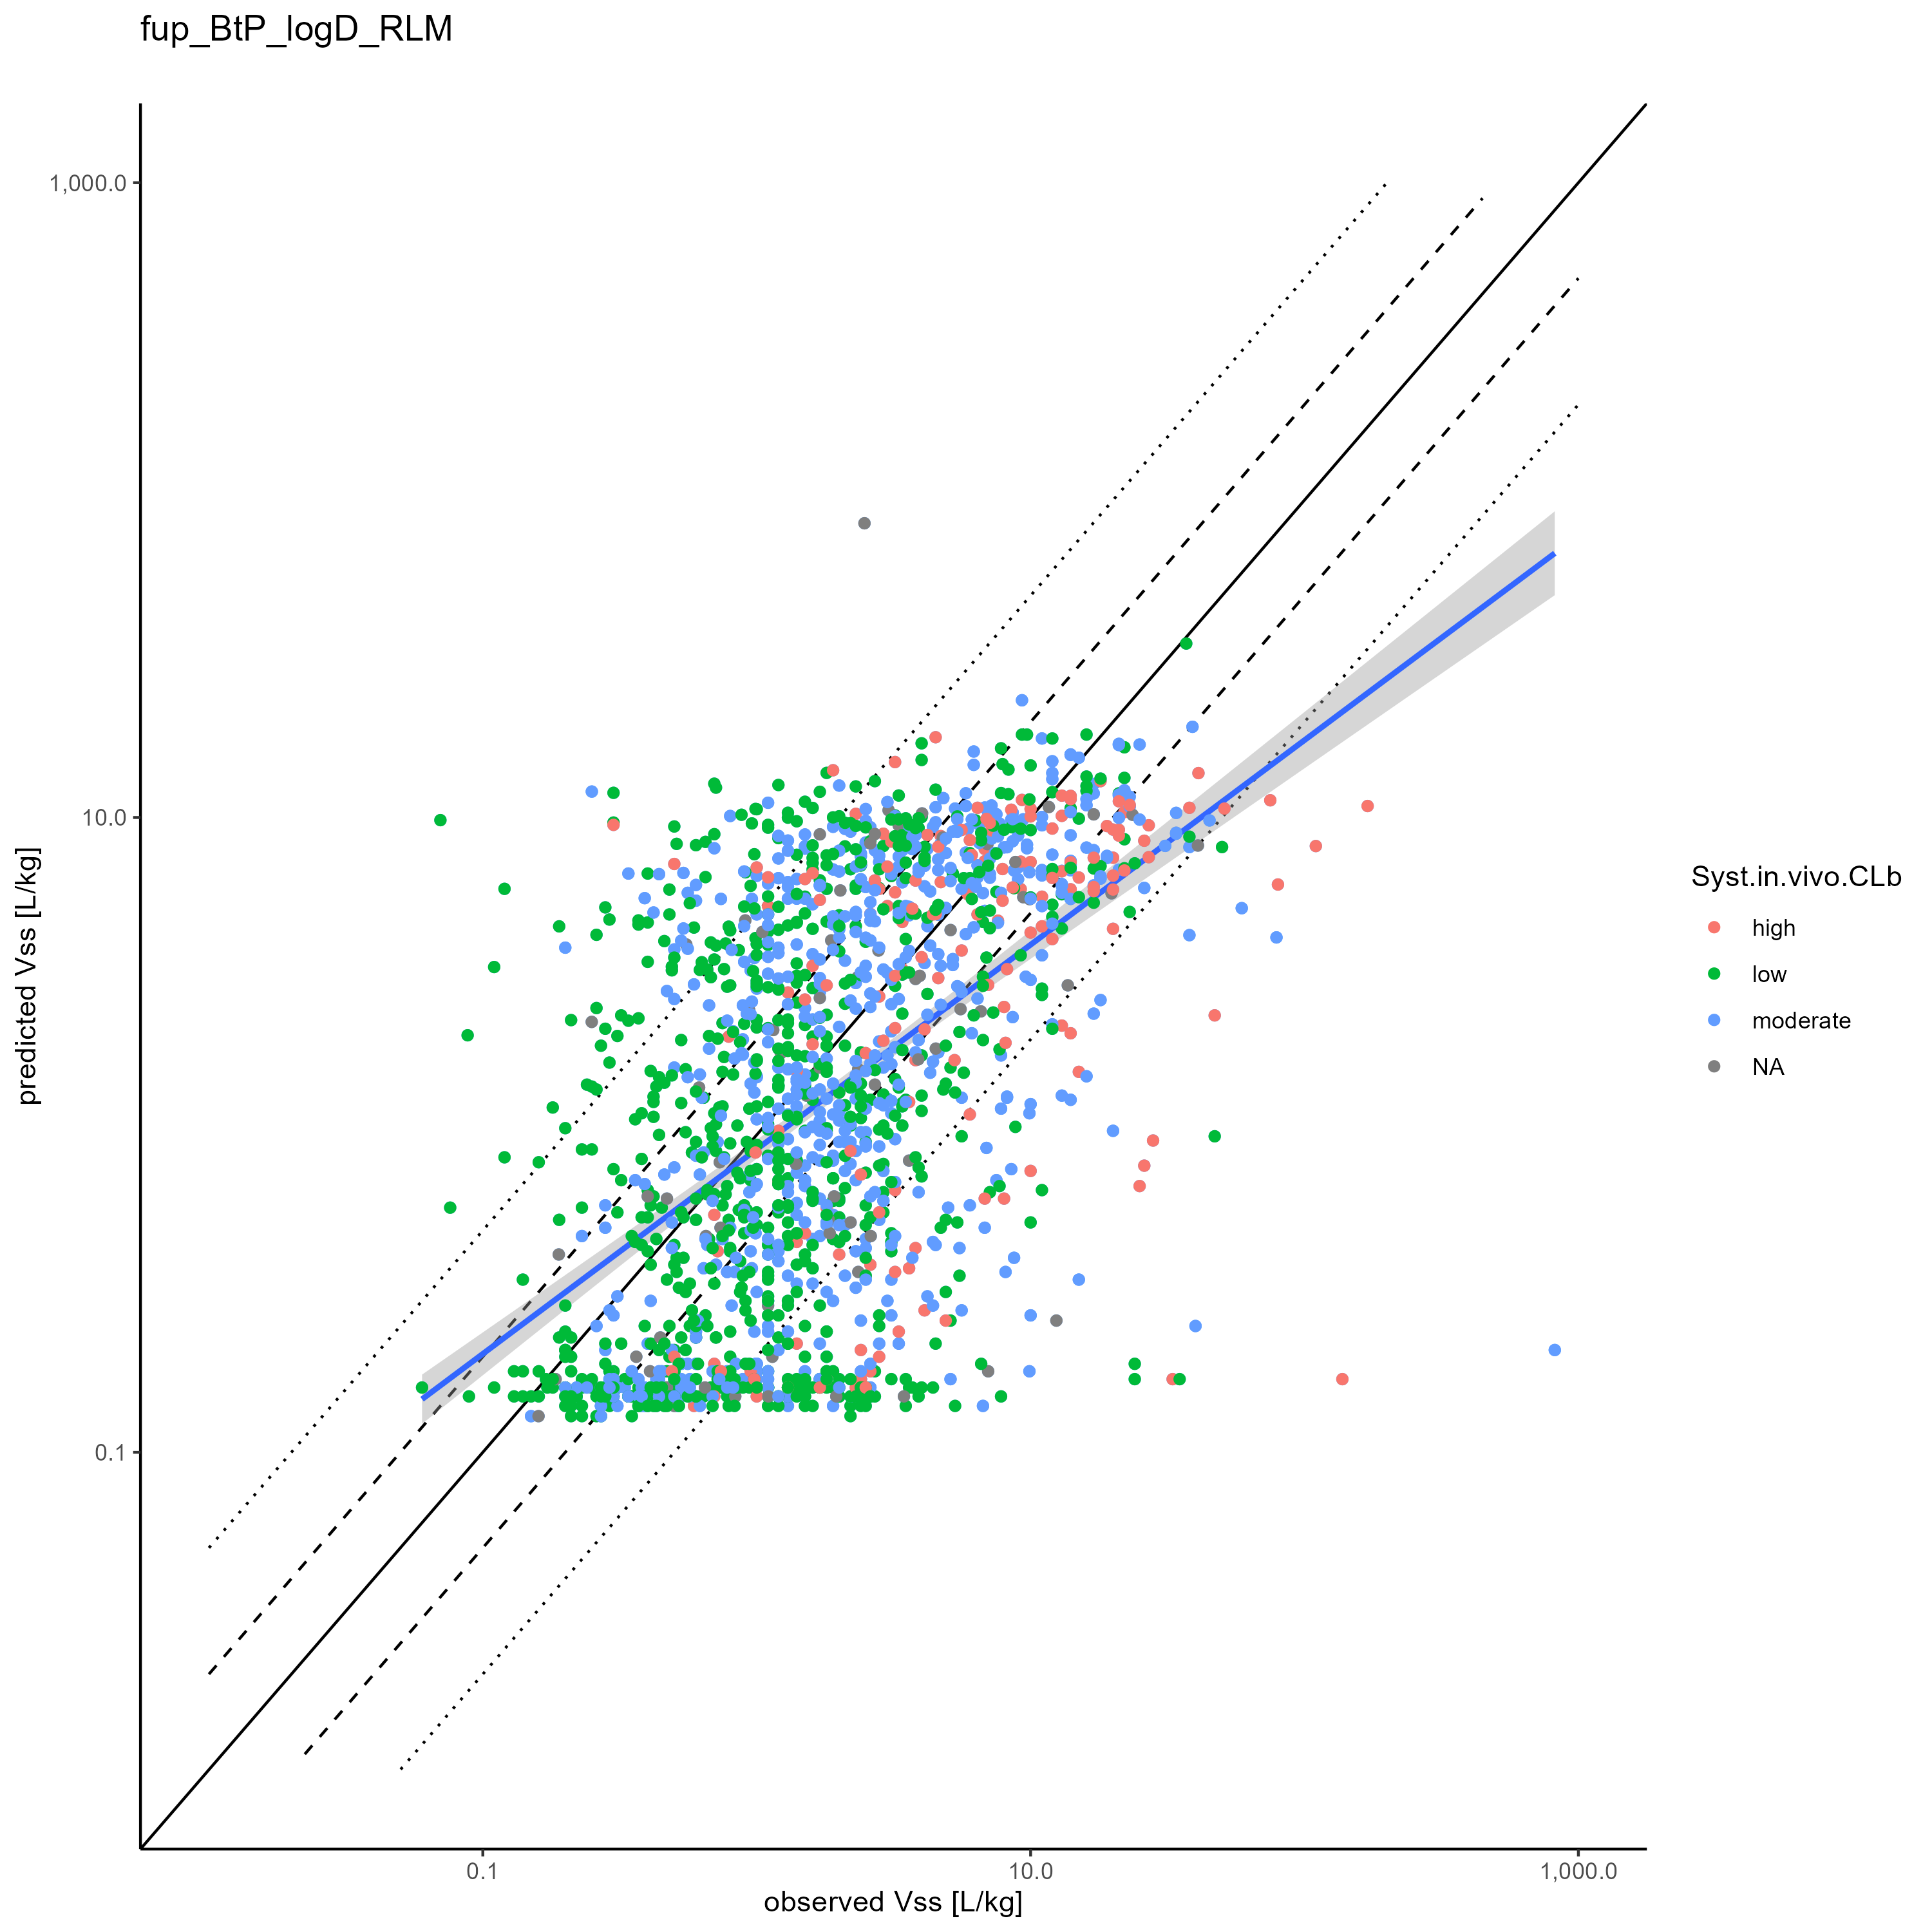 fup_BtP_logD_RLM
1,000.0
10.0
0.1
predicted Vss [L/kg]
0.1
10.0
1,000.0
observed Vss [L/kg]
Syst.in.vivo.CLb
high
low
moderate
NA